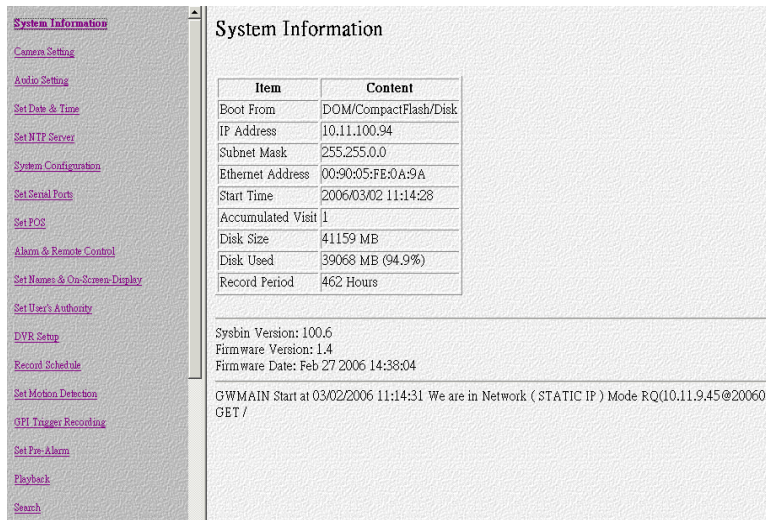 System Information
Camera Setting
Audio Setting
Set Date & Time
Set NTP Server
System Configuration
Set Serial Ports
Set POS
Alarm & Remote Control
Set Names & On-Screen-Display
Set User's Authority
DVR Setup
Record Schedule
Set Motion Detection
GPI Trigger Recording
Set Pre-Alarm
Playback
Search
System Information
Item Content
Boot From DOM/CompactFlash/Disk
IP Address 10.11.100.94
Subnet Mask 255.255.0.0
Ethernet Address 00:90:05:FE:0A:9A
Start Time 2006/03/02 11:14:28
Accumulated Visit 1
Disk Size 41159 MB
Disk Used 39068 MB (94.9%)
Record Period 462 Hours
Sysbin Version: 100.6
Firmware Version: 1.4
Firmware Date: Feb 27 2006 14:38:04
GWMAIN Start at 03/02/2006 11:14:31 We are in Network ( STATIC IP ) Mode RQ(10.11.9.45@20060
GET /